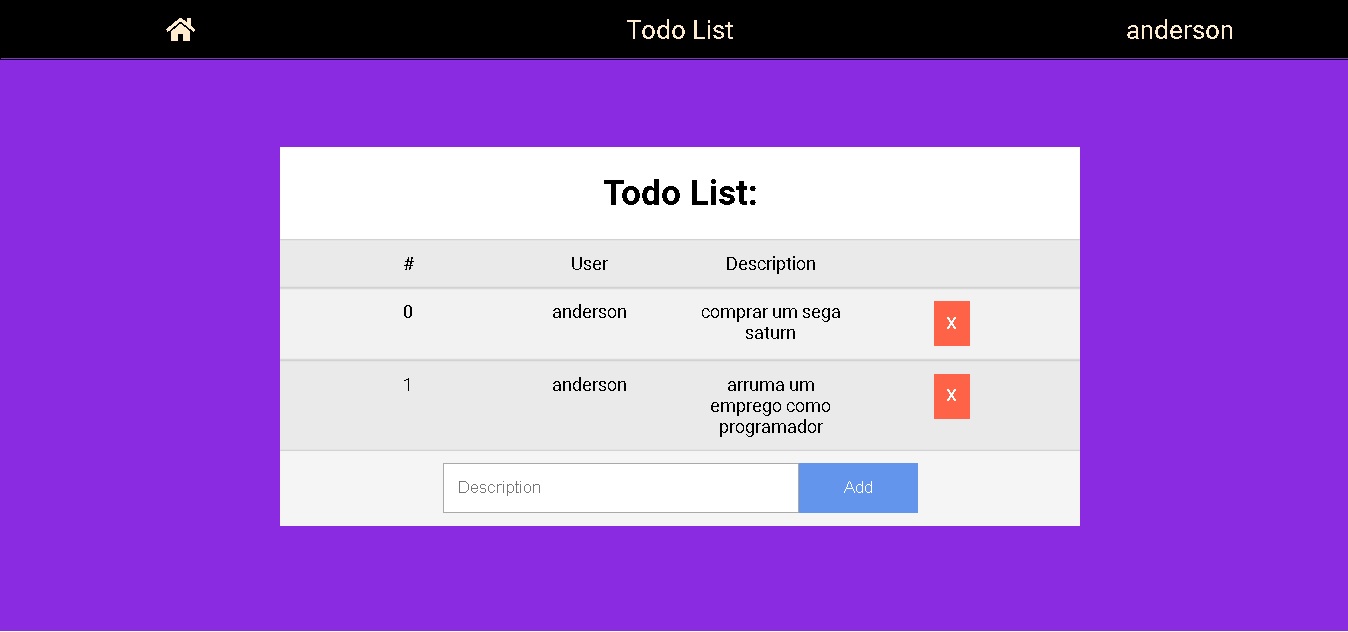 Todo List
anderson
Todo List:
# User Description
0 anderson comprar um sega
saturn
X
1 anderson arruma um
emprego como
programador
X
Description Add